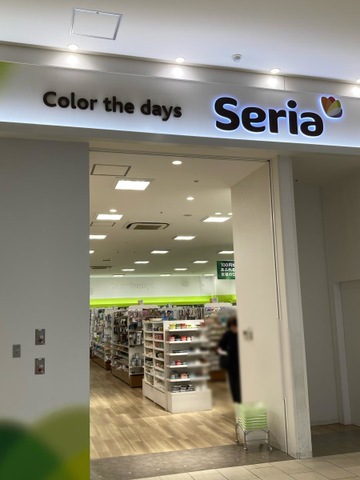 Color the days
Seria